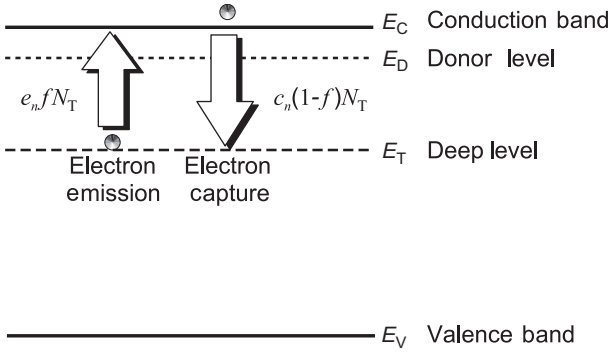 E_C Conduction band
E_D Donor level
e_n f N_T
c_n(1-f)N_T
E_T Deep level
Electron emission
Electron capture
E_V Valence band